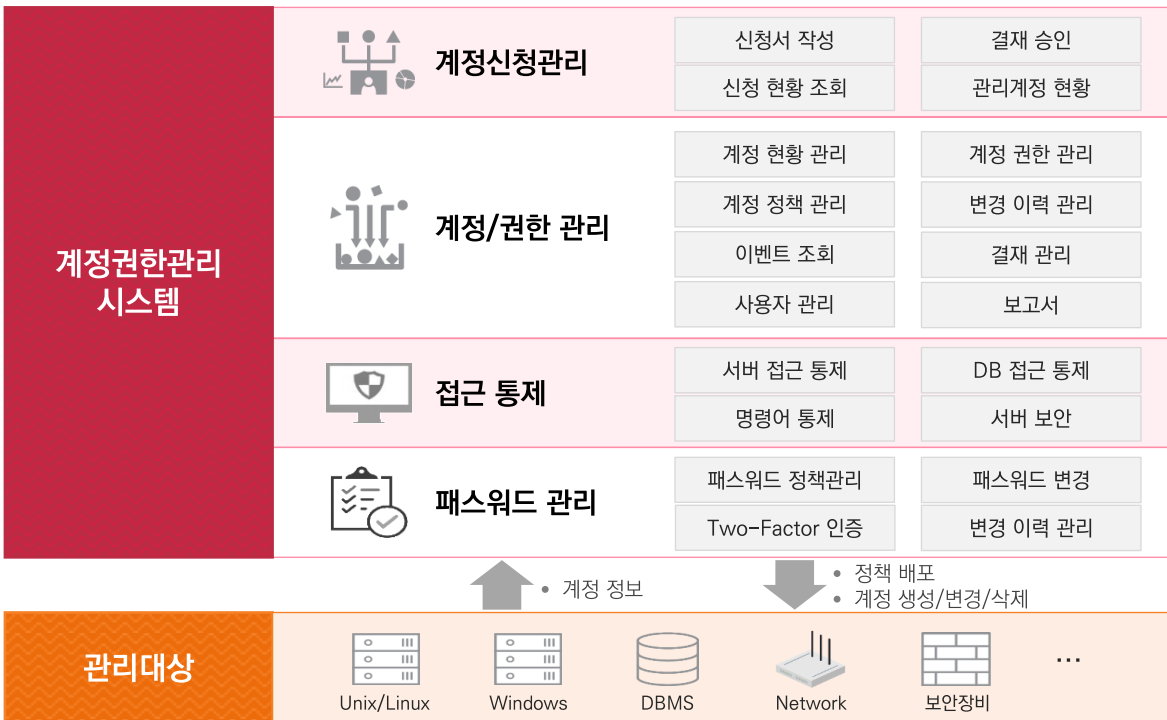 계정권한관리
시스템
계정신청관리
신청서 작성
결재 승인
신청 현황 조회
관리계정 현황
계정/권한 관리
계정 현황 관리
계정 권한 관리
계정 정책 관리
변경 이력 관리
이벤트 조회
결재 관리
사용자 관리
보고서
접근 통제
서버 접근 통제
DB 접근 통제
명령어 통제
서버 보안
패스워드 관리
패스워드 정책관리
패스워드 변경
Two-Factor 인증
변경 이력 관리
• 계정 정보
• 정책 배포
• 계정 생성/변경/삭제
관리대상
Unix/Linux
Windows
DBMS
Network
보안장비
...